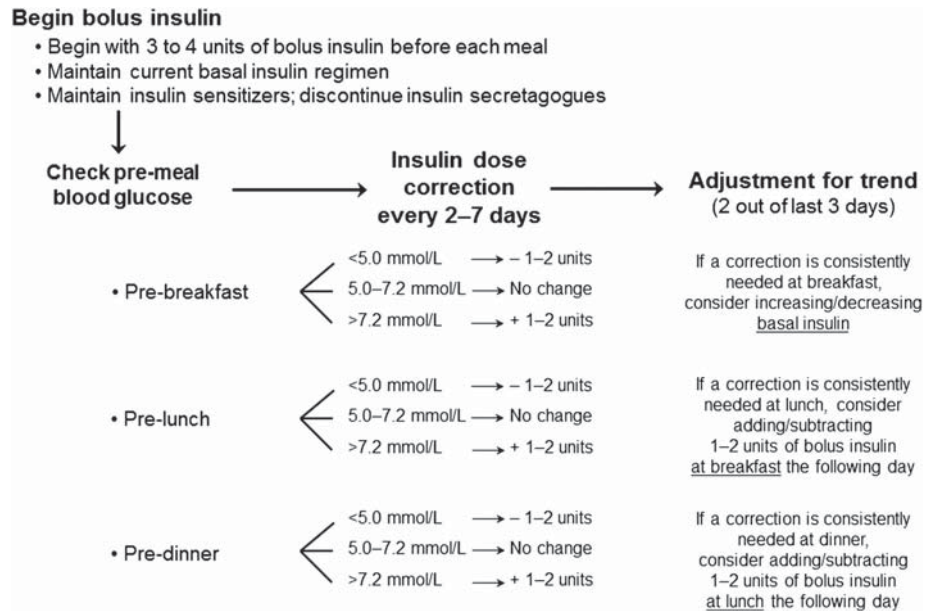 Begin bolus insulin
• Begin with 3 to 4 units of bolus insulin before each meal
• Maintain current basal insulin regimen
• Maintain insulin sensitizers; discontinue insulin secretagogues
Check pre-meal
blood glucose
Insulin dose
correction
every 2–7 days
Adjustment for trend
(2 out of last 3 days)
• Pre-breakfast
<5.0 mmol/L → – 1–2 units
5.0–7.2 mmol/L → No change
>7.2 mmol/L → + 1–2 units
If a correction is consistently
needed at breakfast,
consider increasing/decreasing
basal insulin
• Pre-lunch
<5.0 mmol/L → – 1–2 units
5.0–7.2 mmol/L → No change
>7.2 mmol/L → + 1–2 units
If a correction is consistently
needed at lunch, consider
adding/subtracting
1–2 units of bolus insulin
at breakfast the following day
• Pre-dinner
<5.0 mmol/L → – 1–2 units
5.0–7.2 mmol/L → No change
>7.2 mmol/L → + 1–2 units
If a correction is consistently
needed at dinner,
consider adding/subtracting
1–2 units of bolus insulin
at lunch the following day